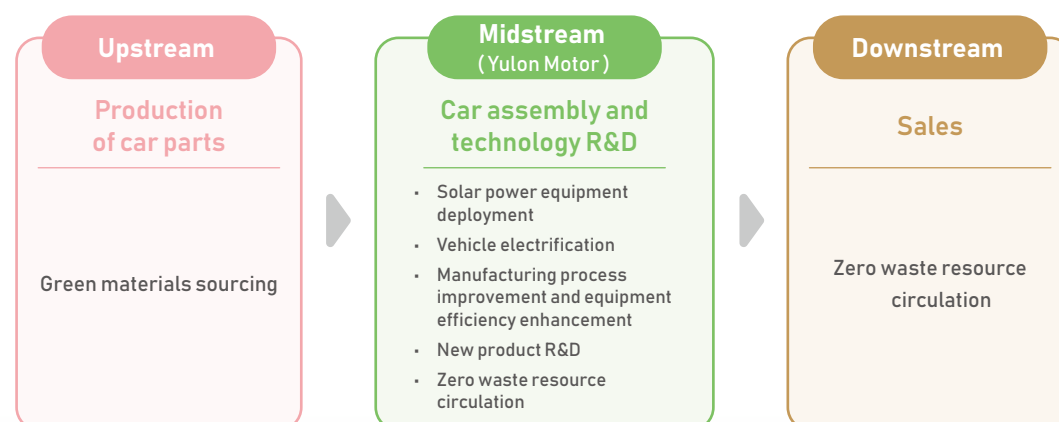 Upstream
Production
of car parts
Green materials sourcing
Midstream
(Yulon Motor)
Car assembly and
technology R&D
• Solar power equipment
deployment
• Vehicle electrification
• Manufacturing process
improvement and equipment
efficiency enhancement
• New product R&D
• Zero waste resource
circulation
Downstream
Sales
Zero waste resource
circulation